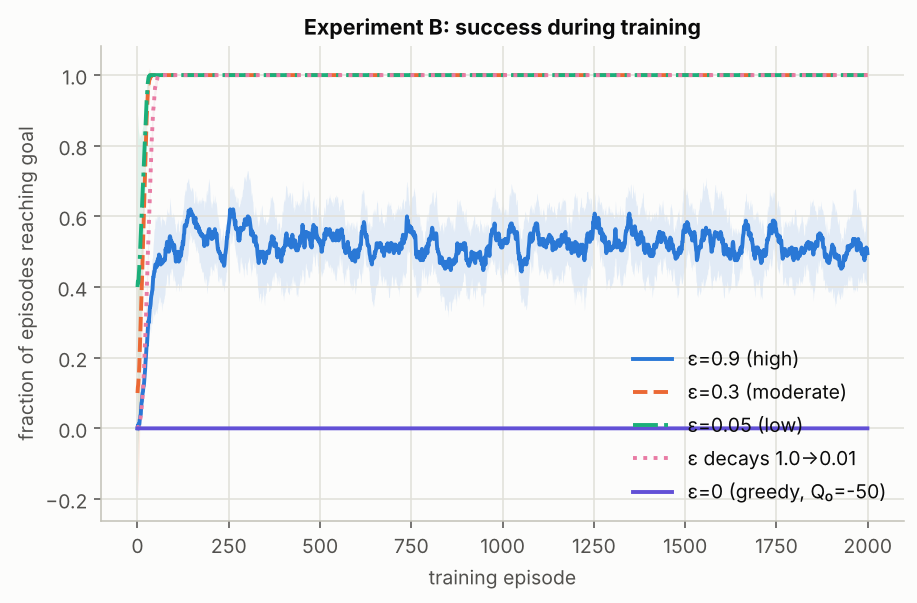 Experiment B: success during training
fraction of episodes reaching goal
1.0
0.8
0.6
0.4
0.2
0.0
−0.2
ε=0.9 (high)
ε=0.3 (moderate)
ε=0.05 (low)
ε decays 1.0→0.01
ε=0 (greedy, Q₀=-50)
0 250 500 750 1000 1250 1500 1750 2000
training episode